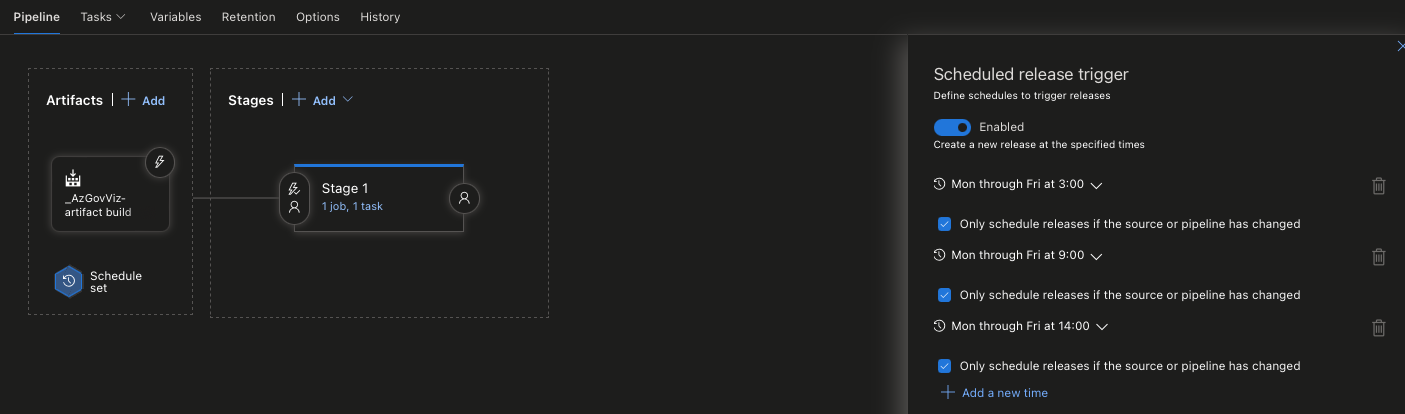 Pipeline Tasks Variables Retention Options History
Artifacts | + Add
Stages | + Add
_AzGovViz-
artifact build
Stage 1
1 job, 1 task
Schedule
set
Scheduled release trigger
Define schedules to trigger releases
Enabled
Create a new release at the specified times
Mon through Fri at 3:00
Only schedule releases if the source or pipeline has changed
Mon through Fri at 9:00
Only schedule releases if the source or pipeline has changed
Mon through Fri at 14:00
Only schedule releases if the source or pipeline has changed
+ Add a new time